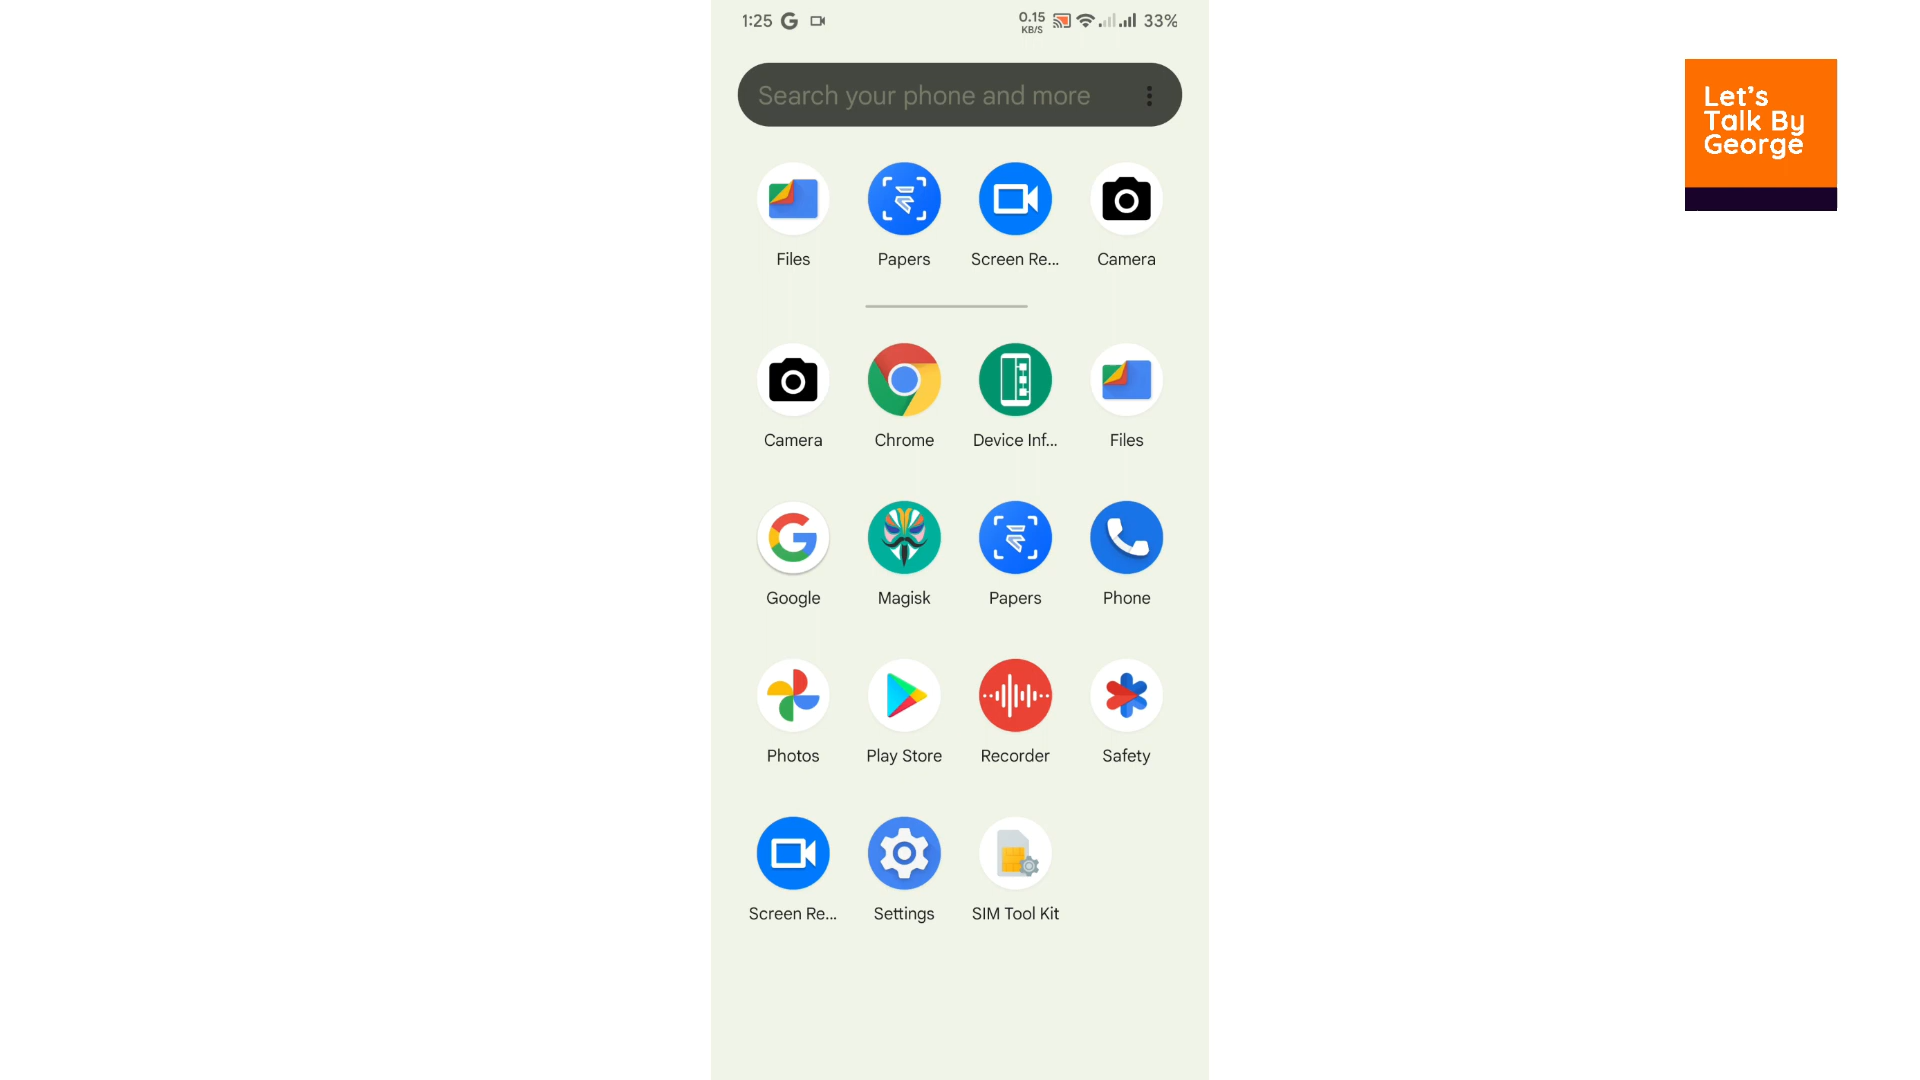 1:25
0.15
KB/S
33%
Search your phone and more
Let's
Talk By
George
Files
Papers
Screen Re...
Camera
Camera
Chrome
Device Inf...
Files
Google
Magisk
Papers
Phone
Photos
Play Store
Recorder
Safety
Screen Re...
Settings
SIM Tool Kit